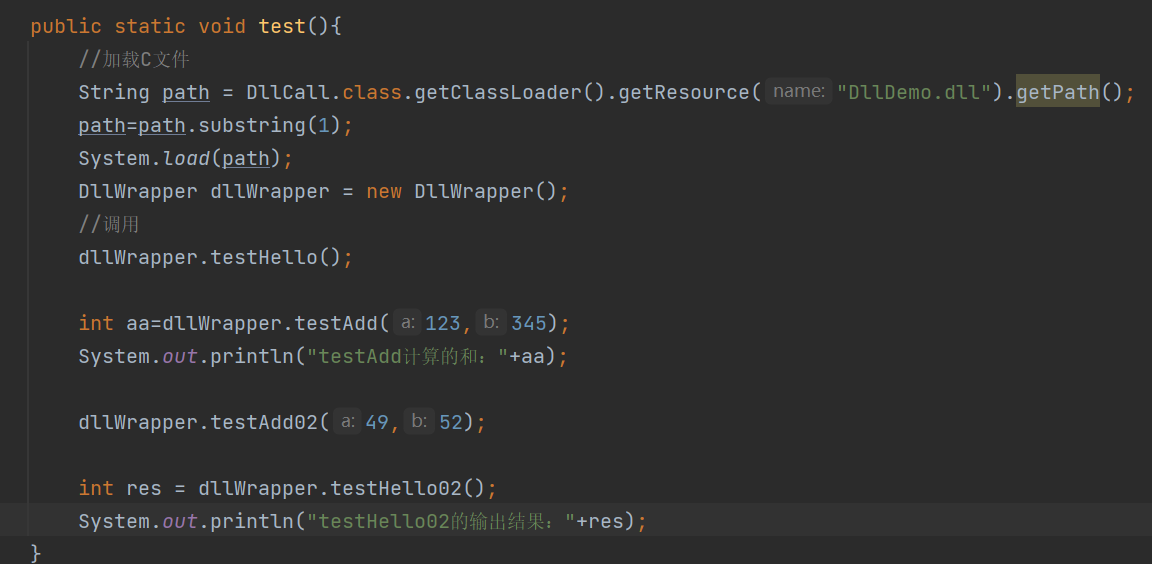 public static void test(){
//加载C文件
String path = DllCall.class.getClassLoader().getResource( name: "DllDemo.dll").getPath();
path=path.substring(1);
System.load(path);
DllWrapper dllWrapper = new DllWrapper();
//调用
dllWrapper.testHello();
int aa=dllWrapper.testAdd( a: 123, b: 345);
System.out.println("testAdd计算的和："+aa);
dllWrapper.testAdd02( a: 49, b: 52);
int res = dllWrapper.testHello02();
System.out.println("testHello02的输出结果："+res);
}